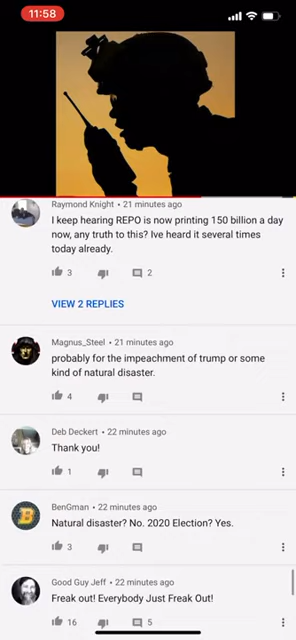 11:58
Raymond Knight • 21 minutes ago
I keep hearing REPO is now printing 150 billion a day
now, any truth to this? Ive heard it several times
today already.
3 2
VIEW 2 REPLIES
Magnus_Steel • 21 minutes ago
probably for the impeachment of trump or some
kind of natural disaster.
4
Deb Deckert • 22 minutes ago
Thank you!
1
BenGman • 22 minutes ago
Natural disaster? No. 2020 Election? Yes.
3
Good Guy Jeff • 22 minutes ago
Freak out! Everybody Just Freak Out!
16 5